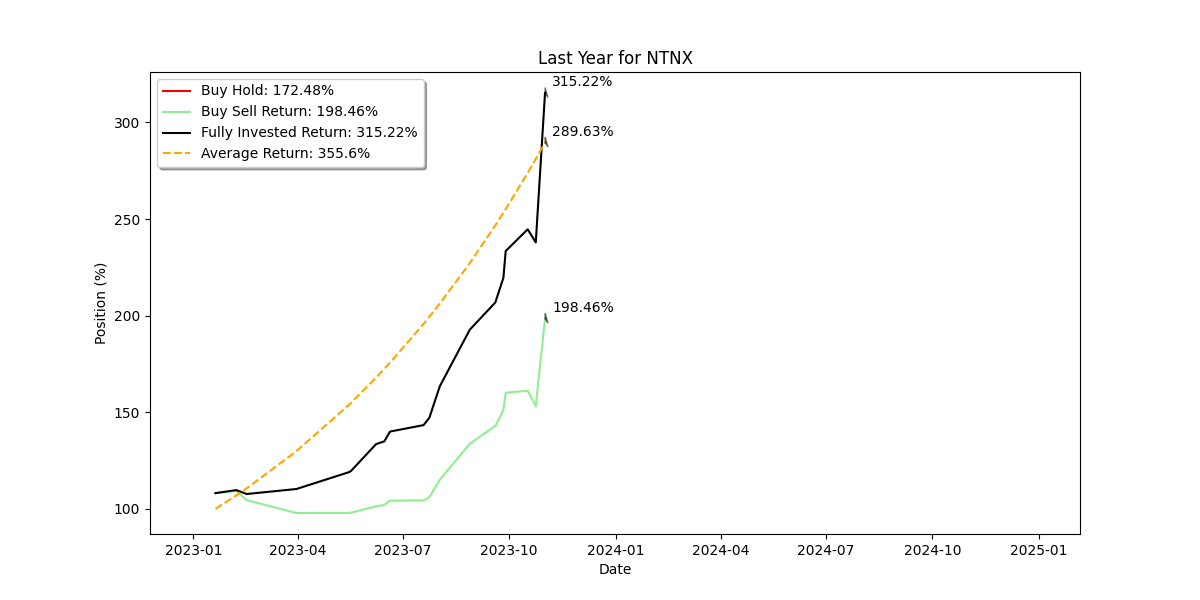 Last Year for NTNX
Buy Hold: 172.48%
Buy Sell Return: 198.46%
Fully Invested Return: 315.22%
Average Return: 355.6%
315.22%
289.63%
198.46%
Position (%)
300
250
200
150
100
2023-01
2023-04
2023-07
2023-10
2024-01
2024-04
2024-07
2024-10
2025-01
Date